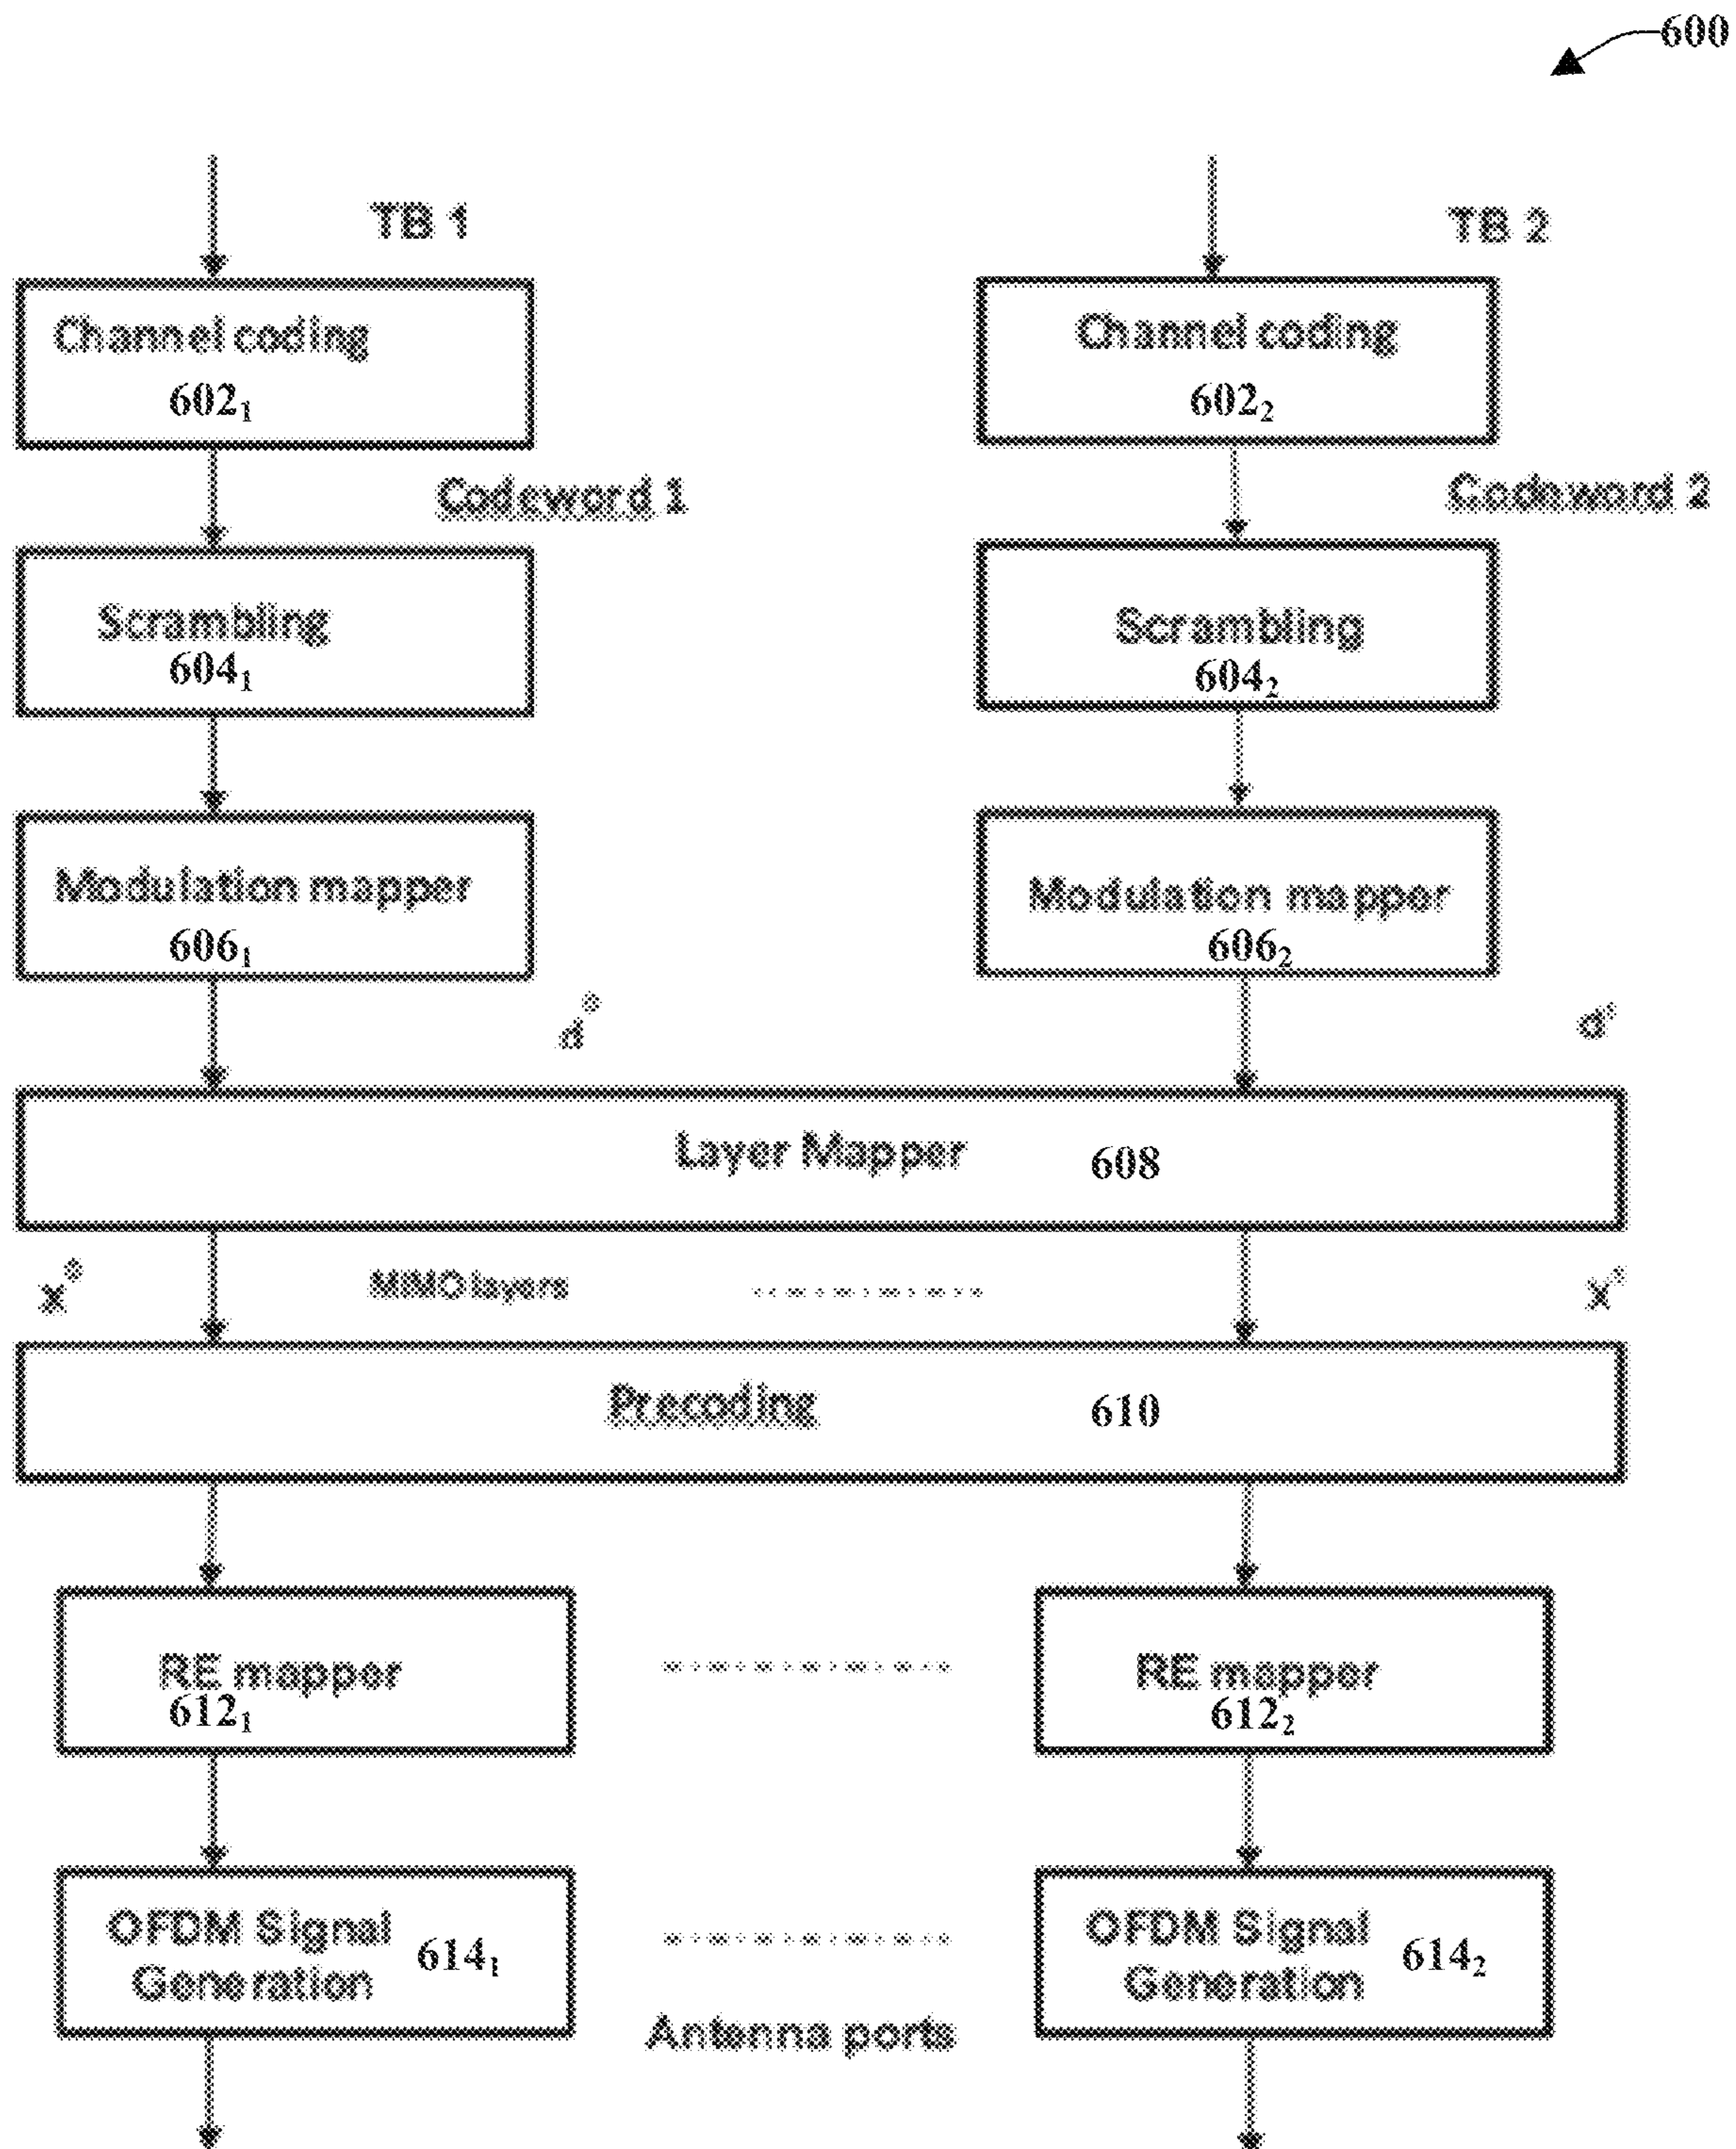 600
TB 1
TB 2
Channel coding
602₁
Channel coding
602₂
Codeword 1
Codeword 2
Scrambling
604₁
Scrambling
604₂
Modulation mapper
606₁
Modulation mapper
606₂
d
d
Layer Mapper 608
x
MIMO layers
x
Precoding 610
RE mapper
612₁
RE mapper
612₂
OFDM Signal
Generation 614₁
OFDM Signal
Generation 614₂
Antenna ports